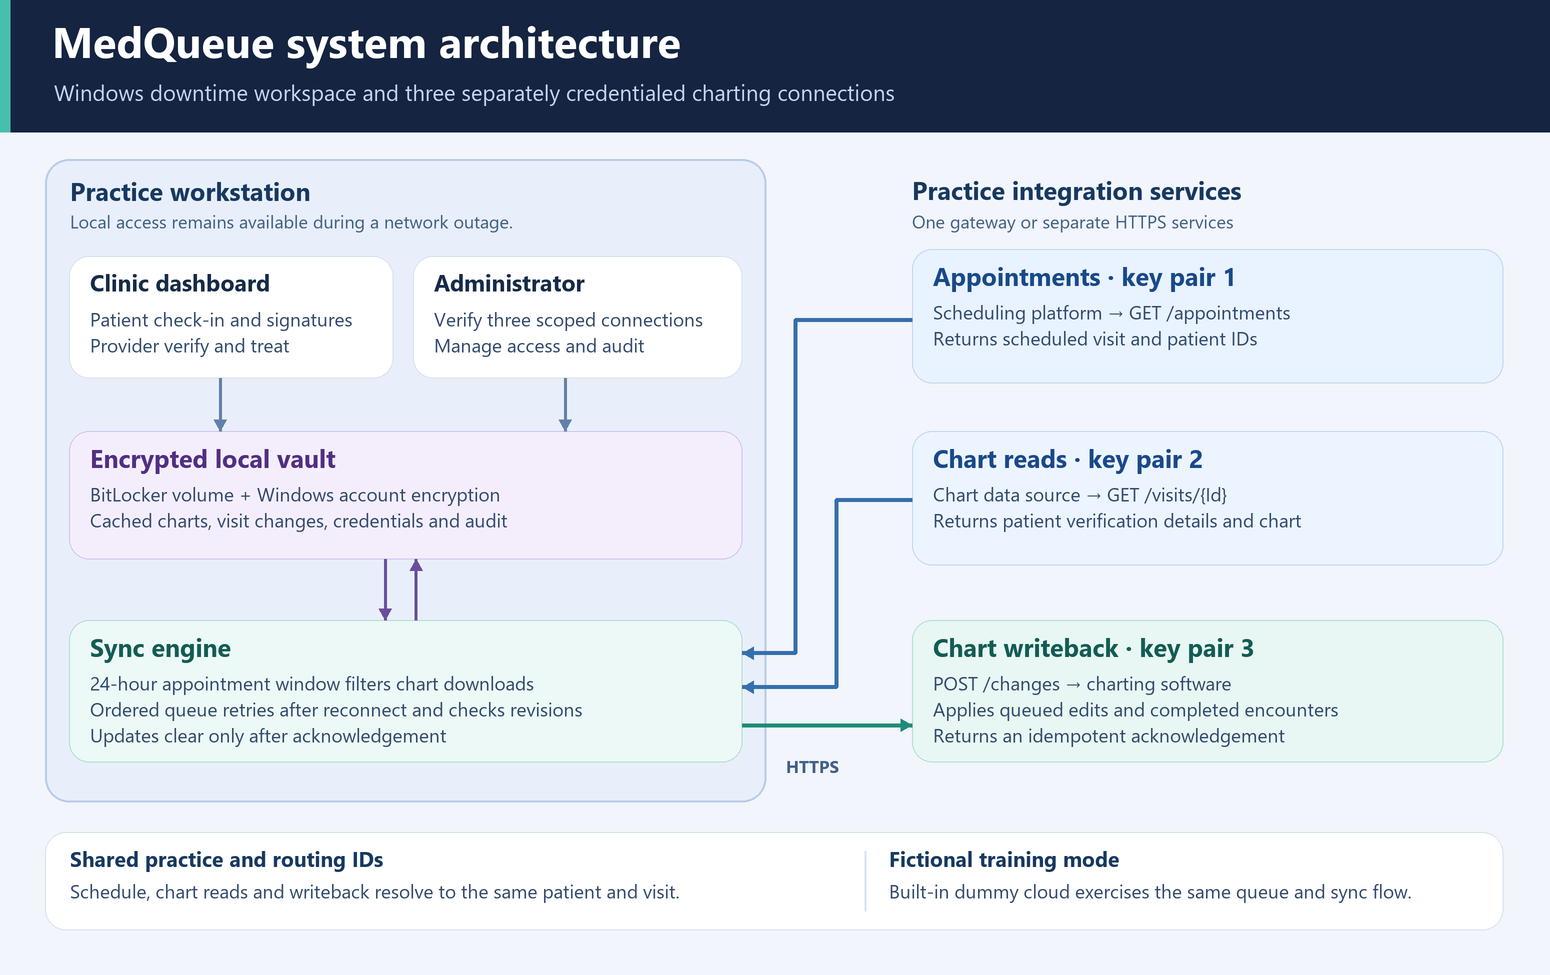 MedQueue system architecture
Windows downtime workspace and three separately credentialed charting connections
Practice workstation
Local access remains available during a network outage.
Clinic dashboard
Patient check-in and signatures
Provider verify and treat
Administrator
Verify three scoped connections
Manage access and audit
Encrypted local vault
BitLocker volume + Windows account encryption
Cached charts, visit changes, credentials and audit
Sync engine
24-hour appointment window filters chart downloads
Ordered queue retries after reconnect and checks revisions
Updates clear only after acknowledgement
HTTPS
Practice integration services
One gateway or separate HTTPS services
Appointments · key pair 1
Scheduling platform → GET /appointments
Returns scheduled visit and patient IDs
Chart reads · key pair 2
Chart data source → GET /visits/{Id}
Returns patient verification details and chart
Chart writeback · key pair 3
POST /changes → charting software
Applies queued edits and completed encounters
Returns an idempotent acknowledgement
Shared practice and routing IDs
Schedule, chart reads and writeback resolve to the same patient and visit.
Fictional training mode
Built-in dummy cloud exercises the same queue and sync flow.